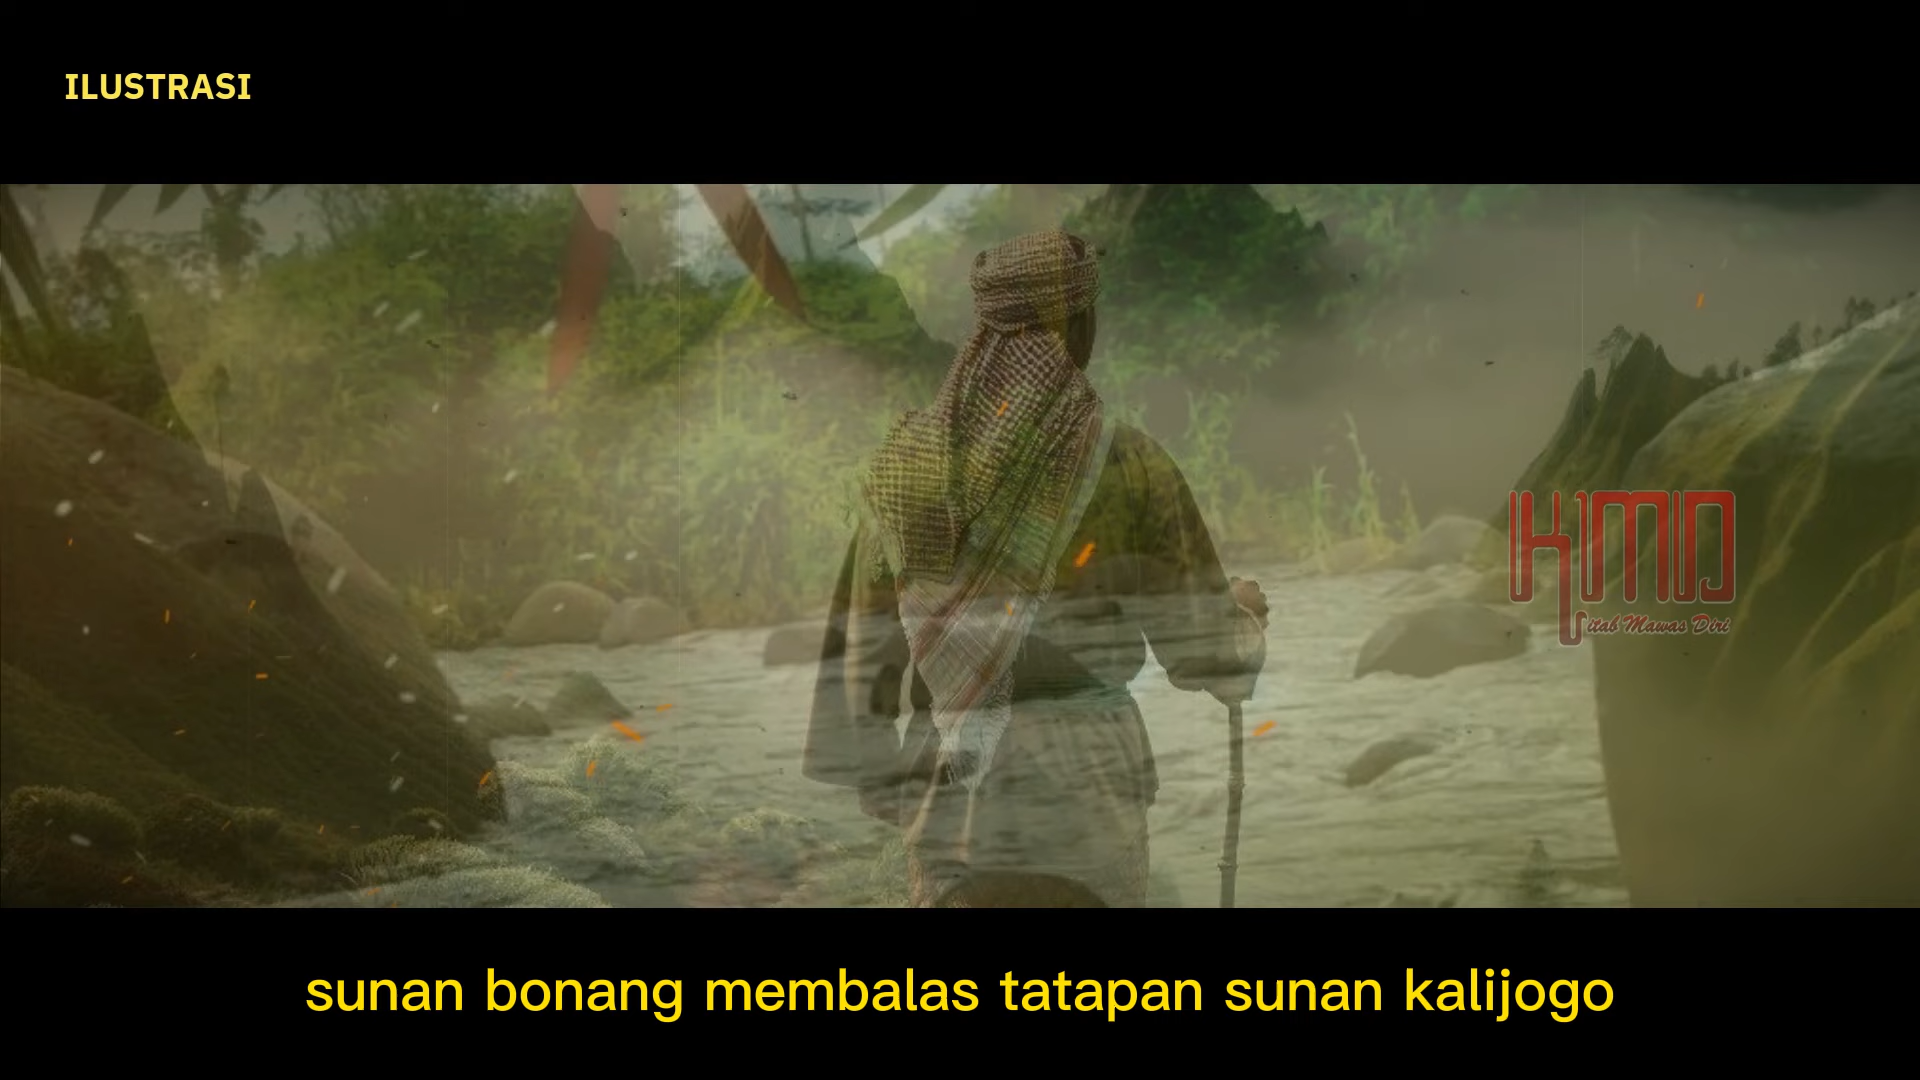 ILUSTRASI
KMD
Kitab Mawas Diri
sunan bonang membalas tatapan sunan kalijogo